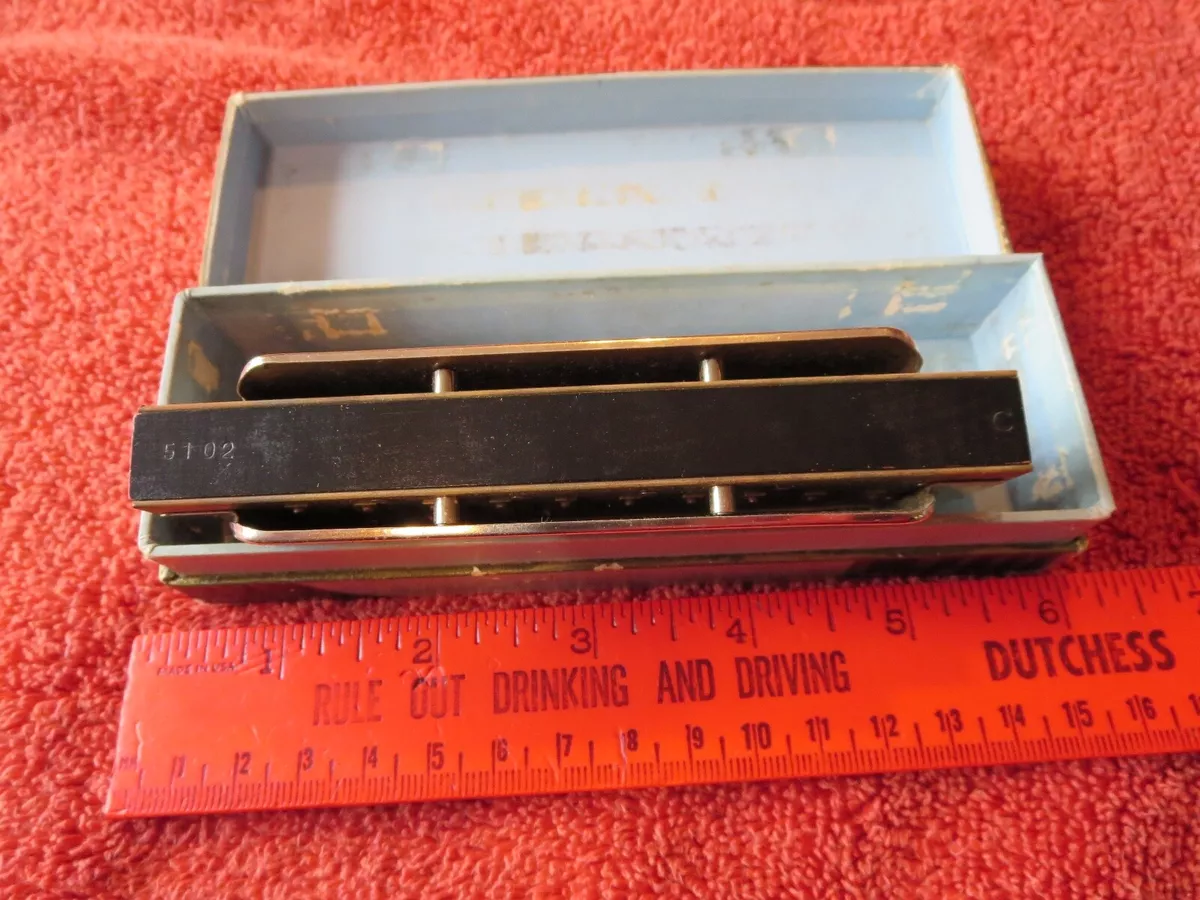 5102 C
1 2 3 4 5 6
MADE IN USA
RULE OUT DRINKING AND DRIVING DUTCHESS
1 2 3 4 5 6 7 8 9 10 11 12 13 14 15 16